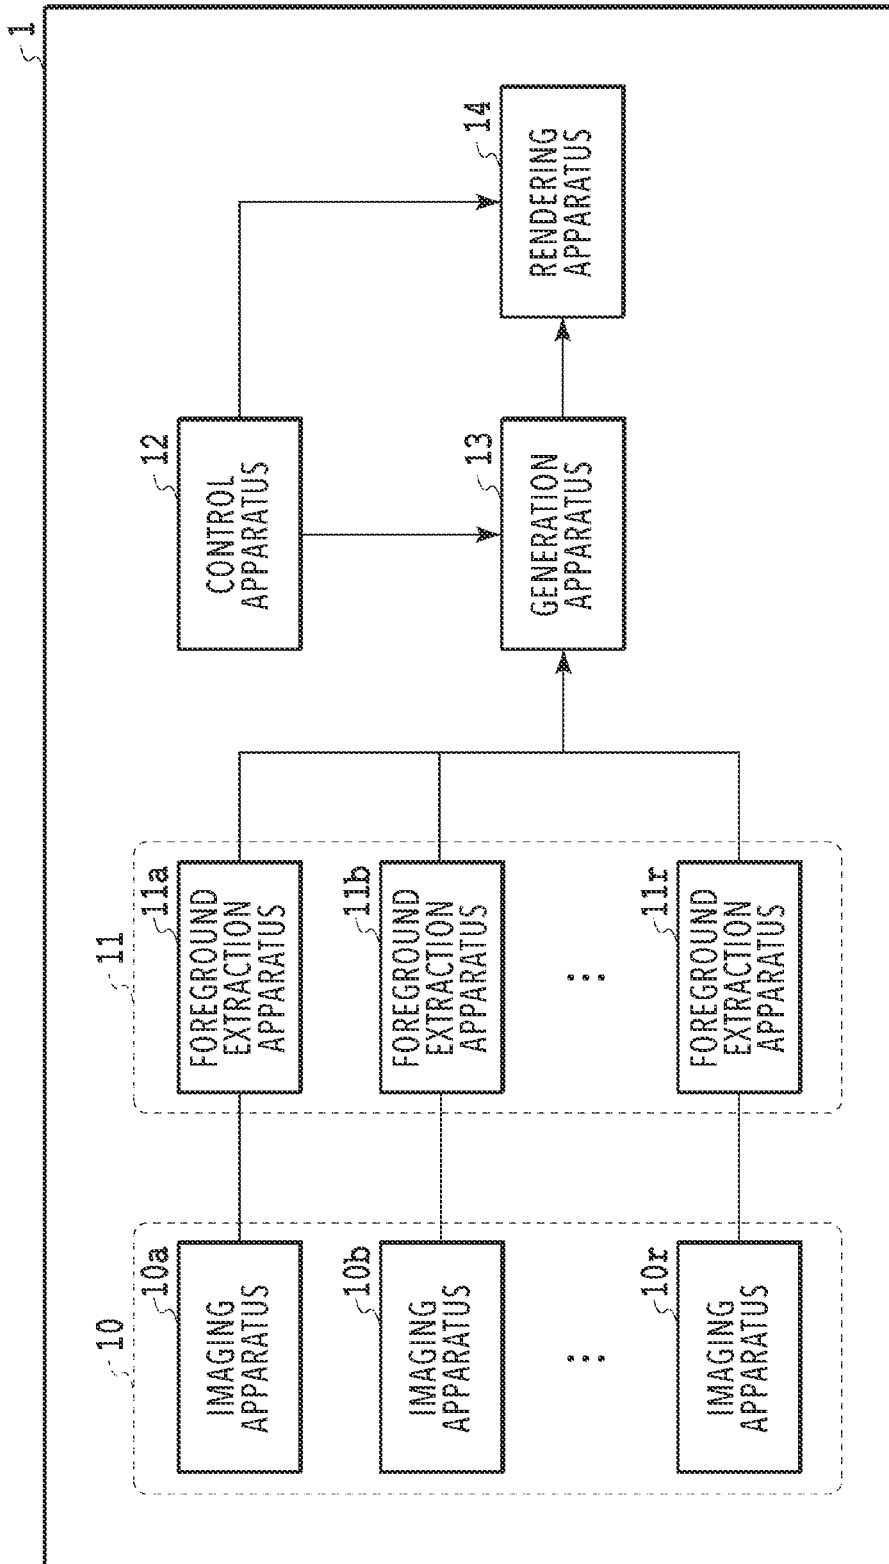 1
10
10a
IMAGING
APPARATUS
10b
IMAGING
APPARATUS
...
10r
IMAGING
APPARATUS
11
11a
FOREGROUND
EXTRACTION
APPARATUS
11b
FOREGROUND
EXTRACTION
APPARATUS
...
11r
FOREGROUND
EXTRACTION
APPARATUS
12
CONTROL
APPARATUS
13
GENERATION
APPARATUS
14
RENDERING
APPARATUS